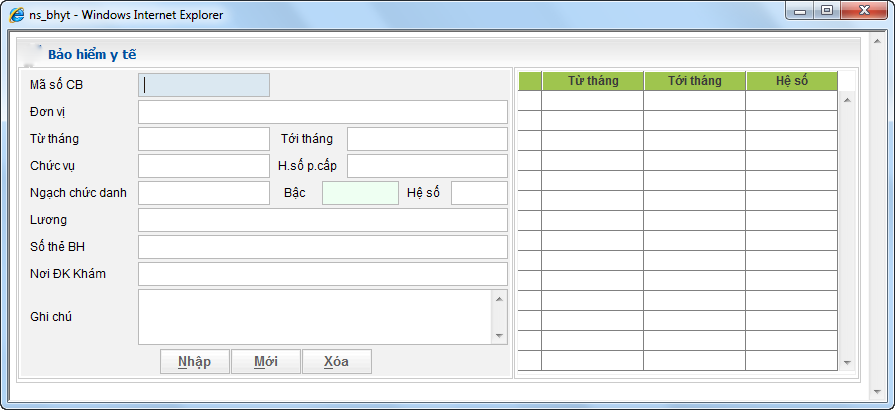 ns_bhyt - Windows Internet Explorer
Bảo hiểm y tế
Mã số CB
Đơn vị
Từ tháng Tới tháng
Chức vụ H.số p.cấp
Ngạch chức danh Bậc Hệ số
Lương
Số thẻ BH
Nơi ĐK Khám
Ghi chú
Nhập Mới Xóa
Từ tháng Tới tháng Hệ số